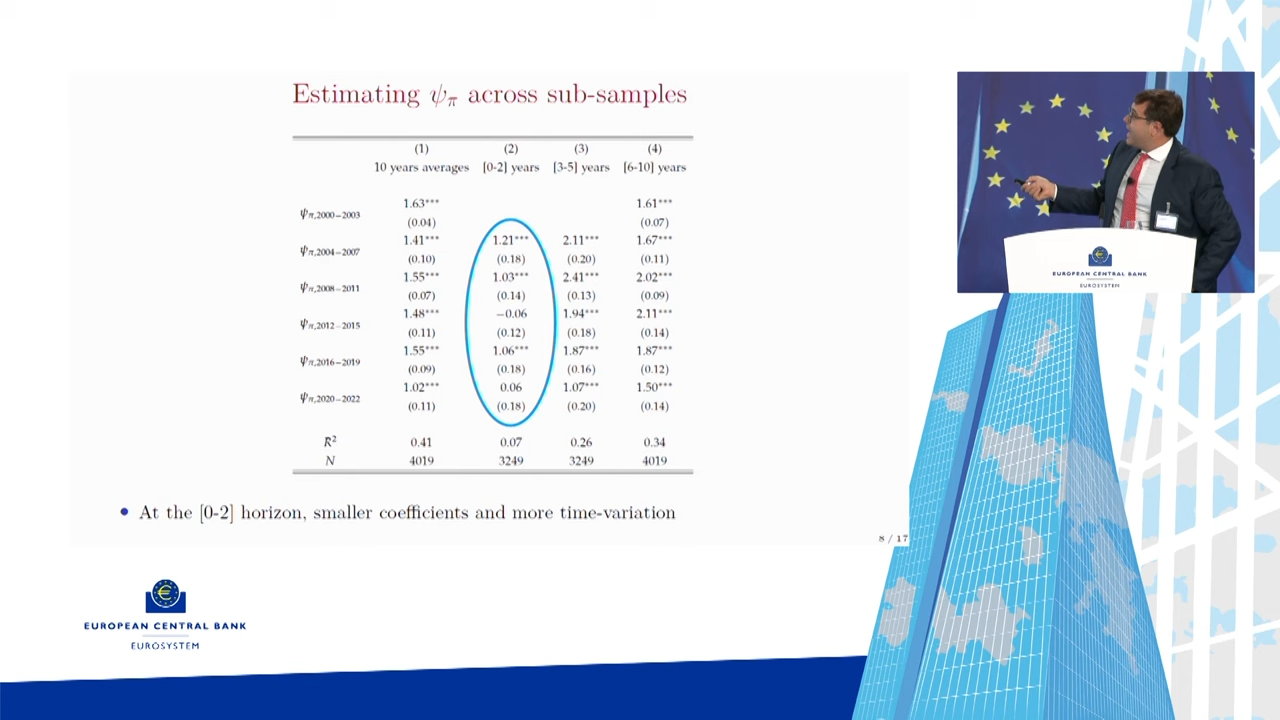 Estimating ψπ across sub-samples
(1) (2) (3) (4)
10 years averages [0-2] years [3-5] years [6-10] years
1.63*** 1.61***
ψπ,2000−2003
(0.04) (0.07)
1.41*** 1.21*** 2.11*** 1.67***
ψπ,2004−2007
(0.10) (0.18) (0.20) (0.11)
1.55*** 1.03*** 2.41*** 2.02***
ψπ,2008−2011
(0.07) (0.14) (0.13) (0.09)
1.48*** −0.06 1.94*** 2.11***
ψπ,2012−2015
(0.11) (0.12) (0.18) (0.14)
1.55*** 1.06*** 1.87*** 1.87***
ψπ,2016−2019
(0.09) (0.18) (0.16) (0.12)
1.02*** 0.06 1.07*** 1.50***
ψπ,2020−2022
(0.11) (0.18) (0.20) (0.14)
R² 0.41 0.07 0.26 0.34
N 4019 3249 3249 4019
• At the [0-2] horizon, smaller coefficients and more time-variation
8 / 17
EUROPEAN CENTRAL BANK
EUROSYSTEM
EUROPEAN CENTRAL BANK
EUROSYSTEM